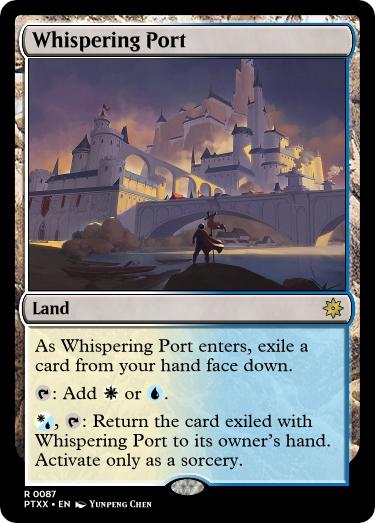 Whispering Port
Land
As Whispering Port enters, exile a
card from your hand face down.
: Add or .
, : Return the card exiled with
Whispering Port to its owner's hand.
Activate only as a sorcery.
R 0087
PTXX • EN Yunpeng Chen